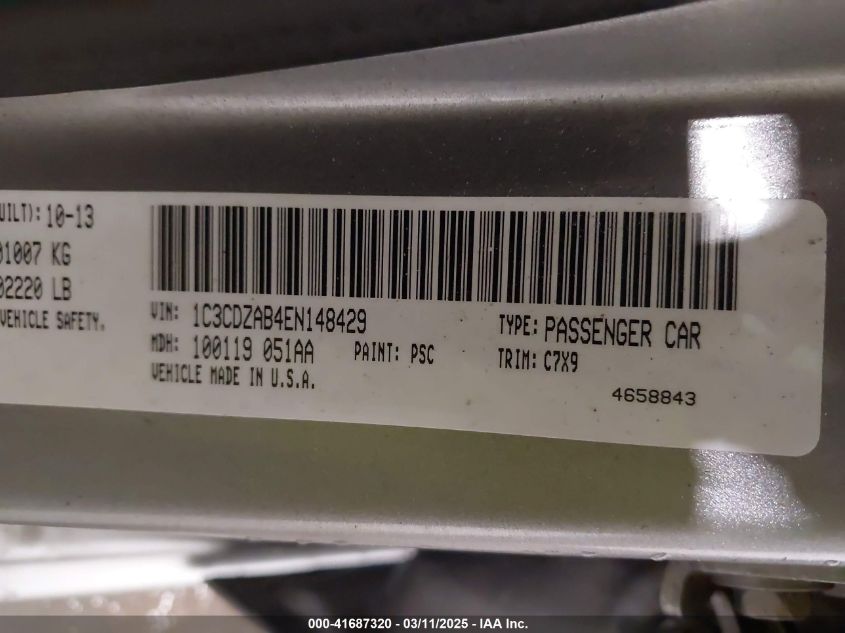 UILT): 10-13
01007 KG
02220 LB
VEHICLE SAFETY.
VIN: 1C3CDZAB4EN148429
TYPE: PASSENGER CAR
MDH: 100119 051AA PAINT: PSC
TRIM: C7X9
VEHICLE MADE IN U.S.A.
4658843
000-41687320 — 03/11/2025 — IAA Inc.